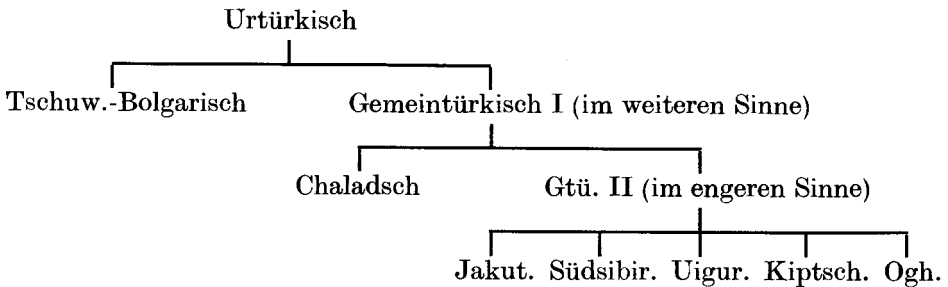 Urtürkisch
Tschuw.-Bolgarisch Gemeintürkisch I (im weiteren Sinne)
Chaladsch Gtü. II (im engeren Sinne)
Jakut. Südsibir. Uigur. Kiptsch. Ogh.